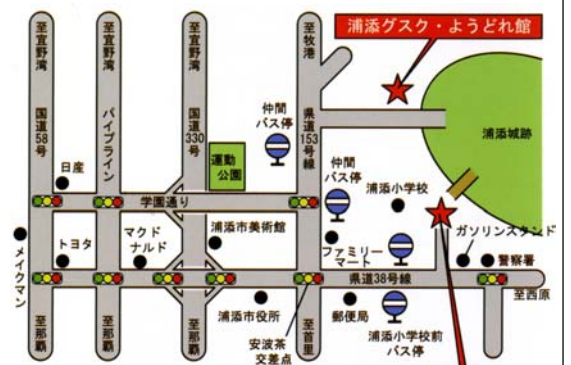 至宜野湾
至宜野湾
至宜野湾
至牧港
浦添グスク・ようどれ館
国道58号
パイプライン
国道330号
県道153号線
仲間
バス停
浦添城跡
日産
運動
公園
仲間
バス停
浦添小学校
学園通り
メイクマン
トヨタ
マクド
ナルド
浦添市美術館
ファミリー
マート
ガソリンスタンド
警察署
県道38号線
至西原
至那覇
至那覇
至那覇
浦添市役所
安波茶
交差点
至首里
郵便局
浦添小学校前
バス停